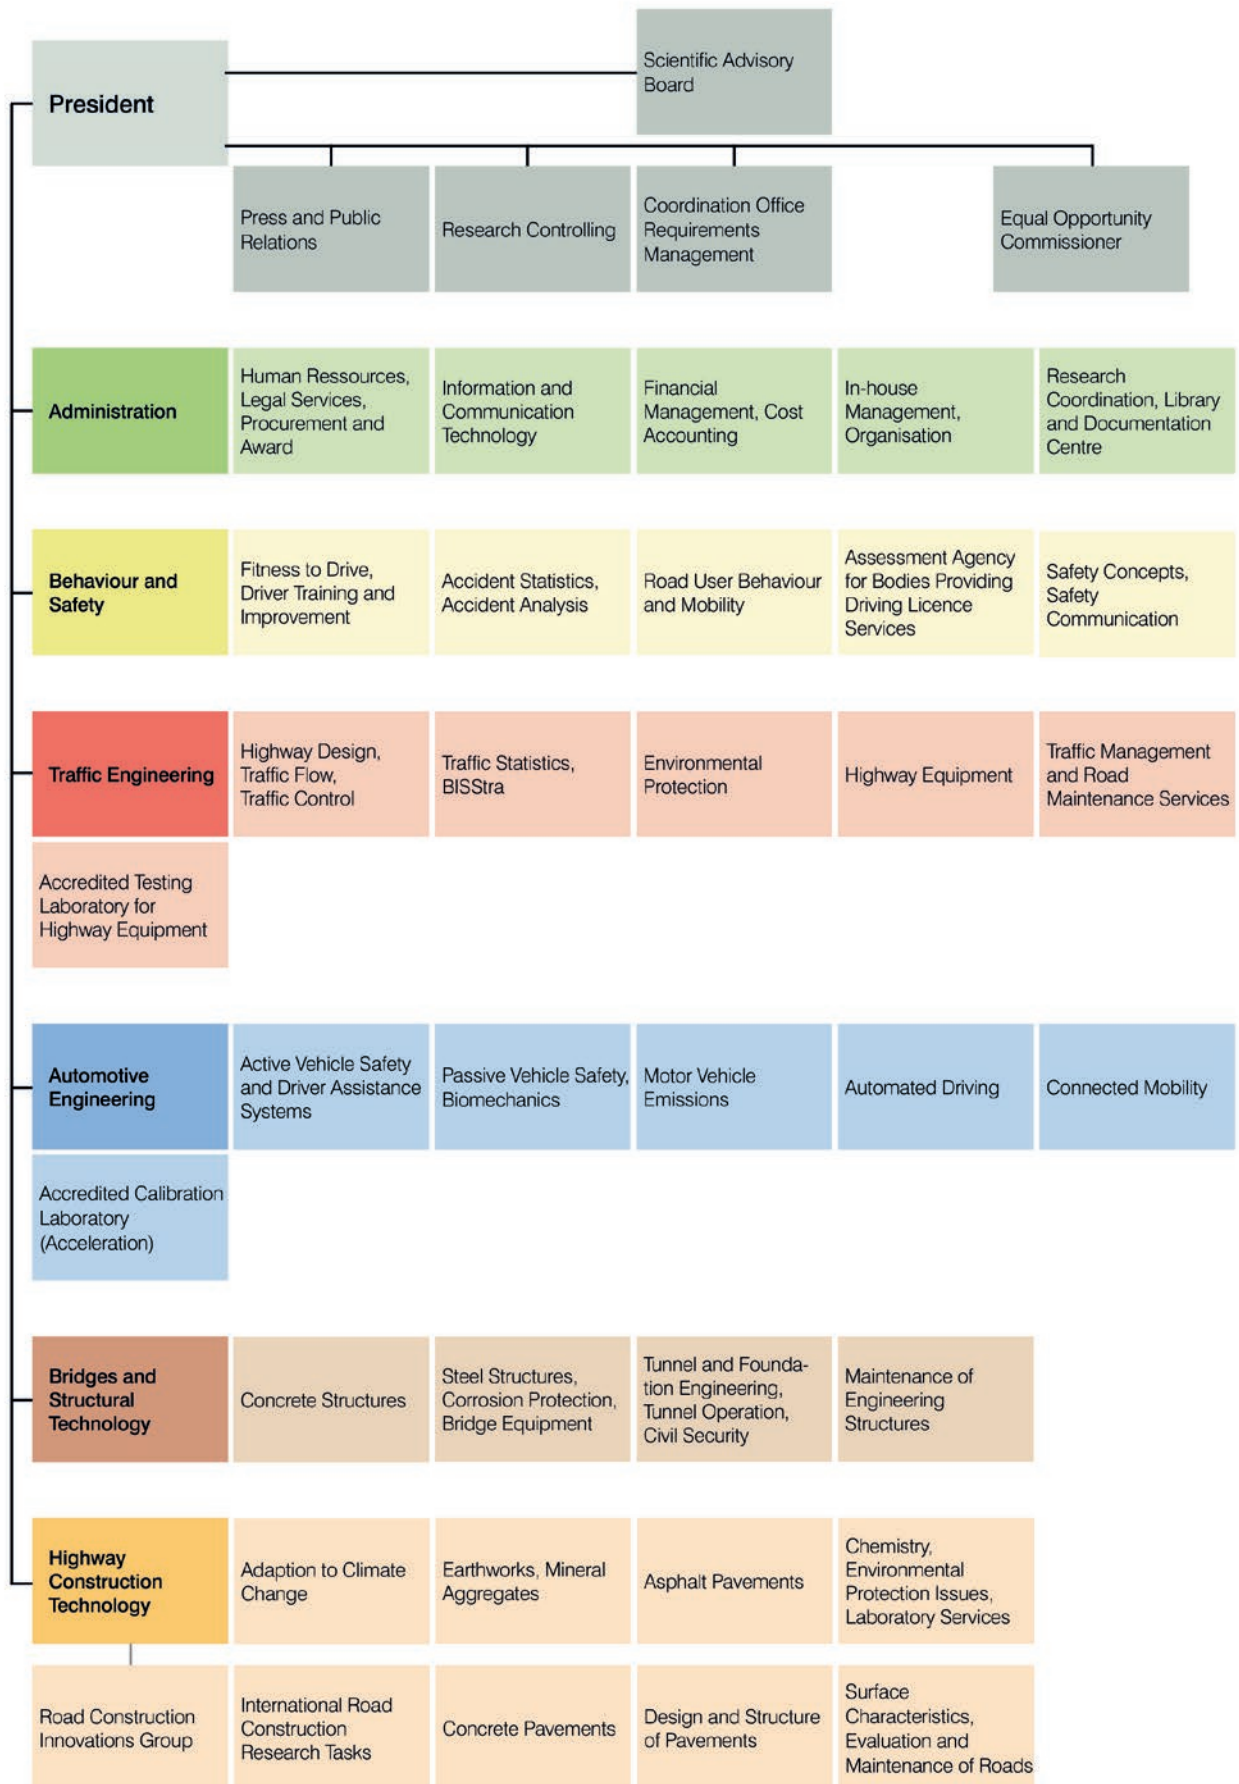 President
Scientific Advisory
Board
Press and Public
Relations
Research Controlling
Coordination Office
Requirements
Management
Equal Opportunity
Commissioner
Administration
Human Ressources,
Legal Services,
Procurement and
Award
Information and
Communication
Technology
Financial
Management, Cost
Accounting
In-house
Management,
Organisation
Research
Coordination, Library
and Documentation
Centre
Behaviour and
Safety
Fitness to Drive,
Driver Training and
Improvement
Accident Statistics,
Accident Analysis
Road User Behaviour
and Mobility
Assessment Agency
for Bodies Providing
Driving Licence
Services
Safety Concepts,
Safety
Communication
Traffic Engineering
Highway Design,
Traffic Flow,
Traffic Control
Traffic Statistics,
BISStra
Environmental
Protection
Highway Equipment
Traffic Management
and Road
Maintenance Services
Accredited Testing
Laboratory for
Highway Equipment
Automotive
Engineering
Active Vehicle Safety
and Driver Assistance
Systems
Passive Vehicle Safety,
Biomechanics
Motor Vehicle
Emissions
Automated Driving
Connected Mobility
Accredited Calibration
Laboratory
(Acceleration)
Bridges and
Structural
Technology
Concrete Structures
Steel Structures,
Corrosion Protection,
Bridge Equipment
Tunnel and Founda-
tion Engineering,
Tunnel Operation,
Civil Security
Maintenance of
Engineering
Structures
Highway
Construction
Technology
Adaption to Climate
Change
Earthworks, Mineral
Aggregates
Asphalt Pavements
Chemistry,
Environmental
Protection Issues,
Laboratory Services
Road Construction
Innovations Group
International Road
Construction
Research Tasks
Concrete Pavements
Design and Structure
of Pavements
Surface
Characteristics,
Evaluation and
Maintenance of Roads